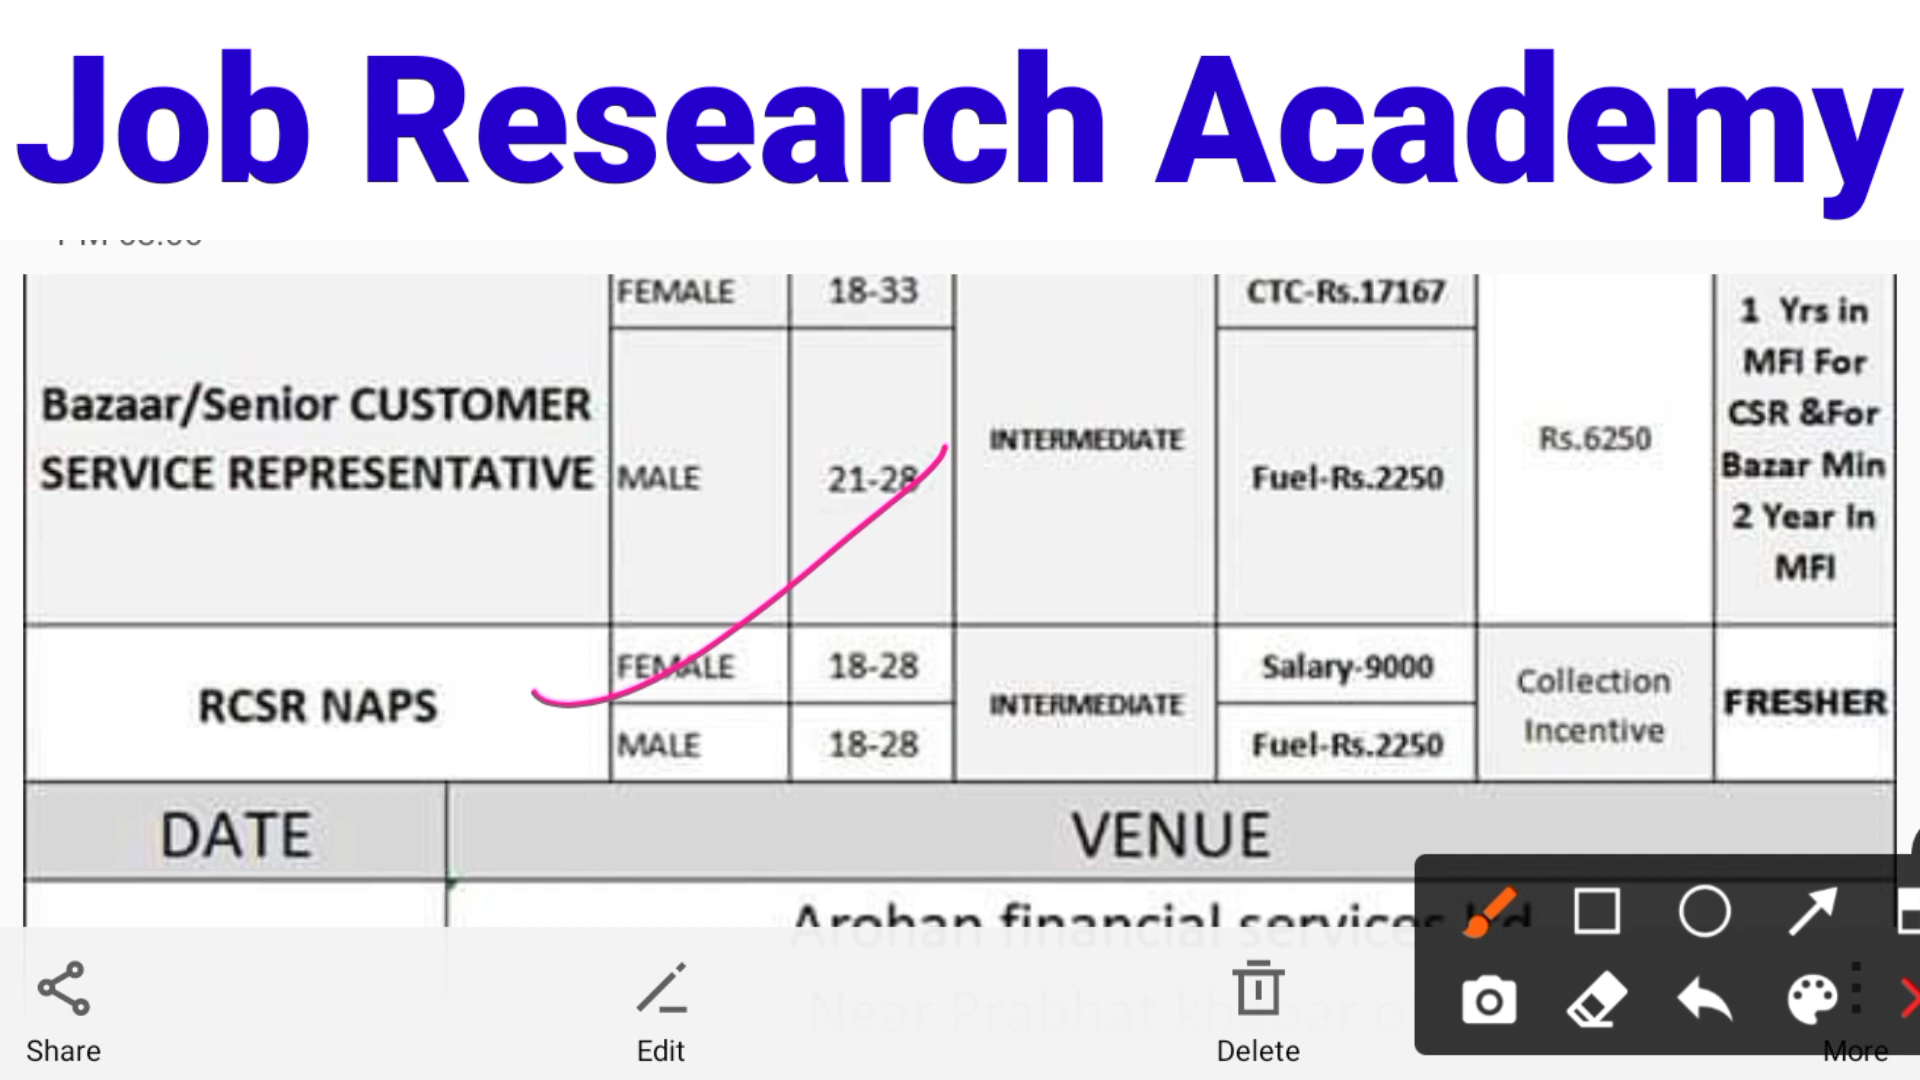 Job Research Academy
FEMALE 18-33 CTC-Rs.17167
Bazaar/Senior CUSTOMER
SERVICE REPRESENTATIVE
MALE 21-28 INTERMEDIATE Fuel-Rs.2250 Rs.6250
1 Yrs in
MFI For
CSR &For
Bazar Min
2 Year In
MFI
RCSR NAPS
FEMALE 18-28 INTERMEDIATE Salary-9000
MALE 18-28 Fuel-Rs.2250
Collection
Incentive
FRESHER
DATE VENUE
Arohan financial services
Near Prabhat
Share Edit Delete More